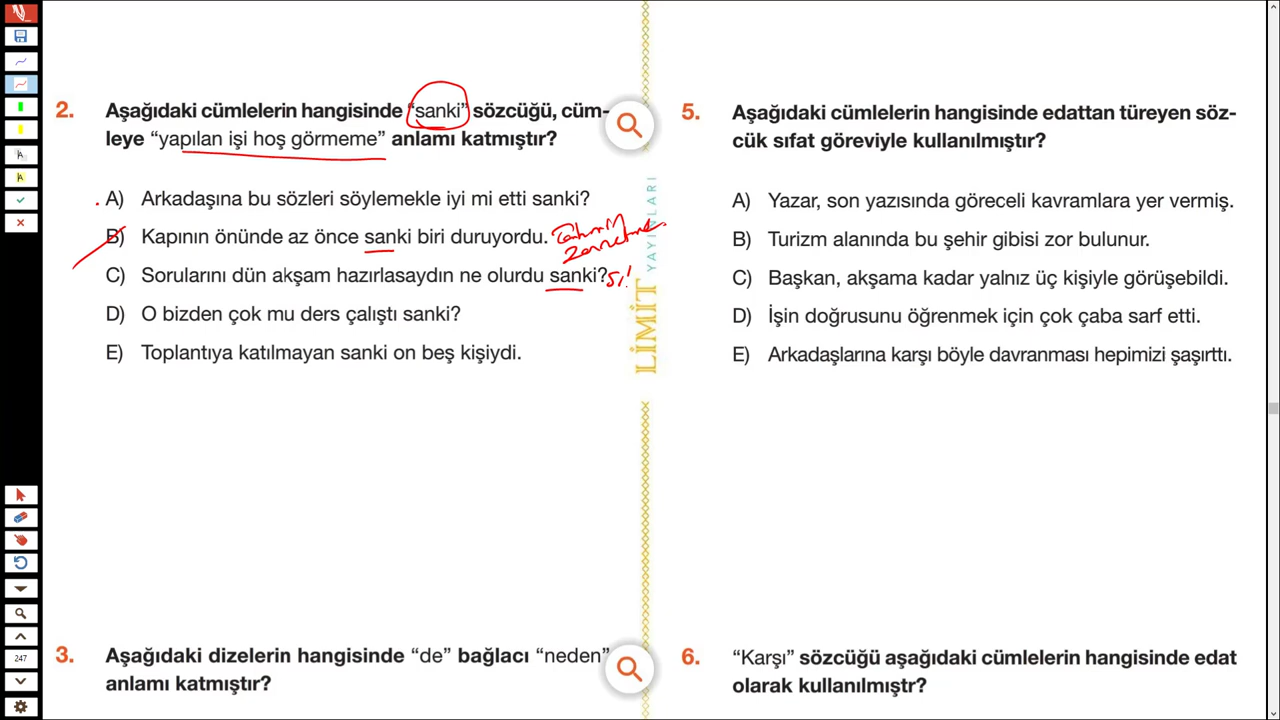 2. Aşağıdaki cümlelerin hangisinde “sanki” sözcüğü, cüm-
leye “yapılan işi hoş görmeme” anlamı katmıştır?
A) Arkadaşına bu sözleri söylemekle iyi mi etti sanki?
B) Kapının önünde az önce sanki biri duruyordu.
C) Sorularını dün akşam hazırlasaydın ne olurdu sanki?
D) O bizden çok mu ders çalıştı sanki?
E) Toplantıya katılmayan sanki on beş kişiydi.
3. Aşağıdaki dizelerin hangisinde “de” bağlacı “neden”
anlamı katmıştır?
LİMİT YAYINLARI
5. Aşağıdaki cümlelerin hangisinde edattan türeyen söz-
cük sıfat göreviyle kullanılmıştır?
A) Yazar, son yazısında göreceli kavramlara yer vermiş.
B) Turizm alanında bu şehir gibisi zor bulunur.
C) Başkan, akşama kadar yalnız üç kişiyle görüşebildi.
D) İşin doğrusunu öğrenmek için çok çaba sarf etti.
E) Arkadaşlarına karşı böyle davranması hepimizi şaşırttı.
6. “Karşı” sözcüğü aşağıdaki cümlelerin hangisinde edat
olarak kullanılmıştr?
247